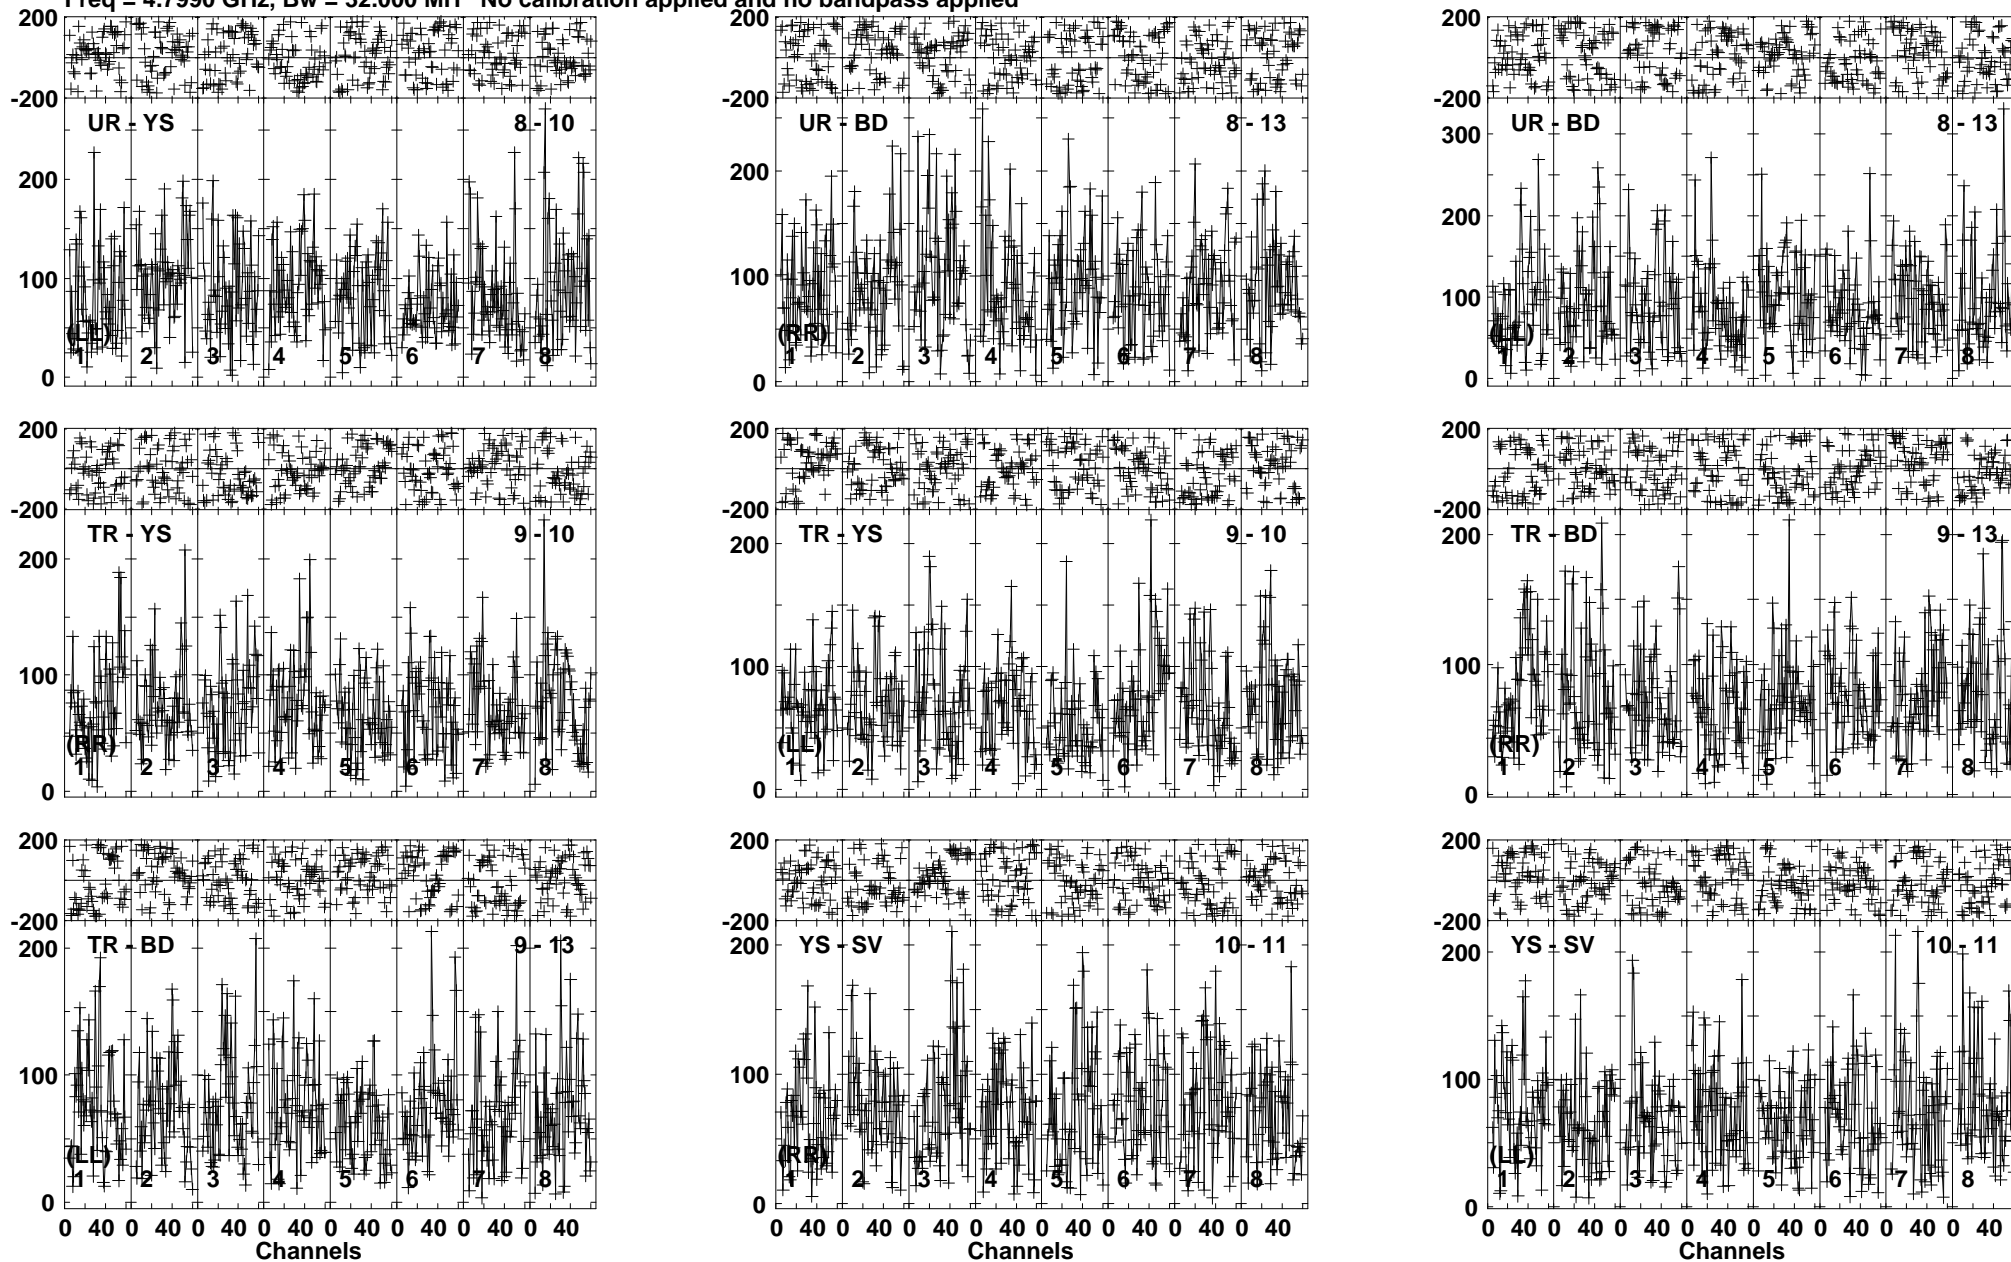 Freq = 4.7990 GHz, Bw = 32.000 MH No calibration applied and no bandpass applied
200 200 200
-200 -200 -200
UR - YS 8 - 10 UR - BD 8 - 13 UR - BD 8 - 13
300
200 200 200
100 100 100
(LL) (RR) (LL)
1 2 3 4 5 6 7 8 1 2 3 4 5 6 7 8 1 2 3 4 5 6 7 8
0 0 0
200 200 200
-200 -200 -200
TR - YS 9 - 10 TR - YS 9 - 10 TR - BD 9 - 13
200 200 200
100 100 100
(RR) (LL) (RR)
1 2 3 4 5 6 7 8 1 2 3 4 5 6 7 8 1 2 3 4 5 6 7 8
0 0 0
200 200 200
-200 -200 -200
TR - BD 9 - 13 YS - SV 10 - 11 YS - SV 10 - 11
200 200 200
100 100 100
(LL) (RR) (LL)
1 2 3 4 5 6 7 8 1 2 3 4 5 6 7 8 1 2 3 4 5 6 7 8
0 0 0
0 40 0 40 0 40 0 40 0 40 0 40 0 40 0 40 0 40 0 40 0 40 0 40 0 40 0 40 0 40 0 40 0 40 0 40 0 40 0 40 0 40 0 40 0 40 0 40
Channels Channels Channels